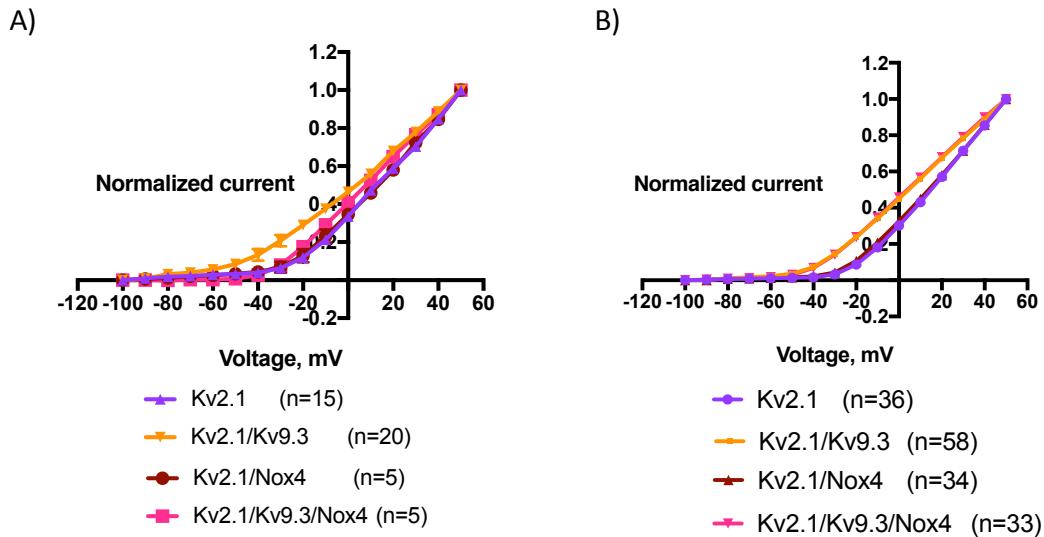 A)
1.2
1.0
0.8
0.6
0.4
0.2
-0.2
-120 -100 -80 -60 -40 -20 20 40 60
Normalized current
Voltage, mV
Kv2.1 (n=15)
Kv2.1/Kv9.3 (n=20)
Kv2.1/Nox4 (n=5)
Kv2.1/Kv9.3/Nox4 (n=5)
B)
1.2
1.0
0.8
0.6
0.4
0.2
-0.2
-120 -100 -80 -60 -40 -20 20 40 60
Normalized current
Voltage, mV
Kv2.1 (n=36)
Kv2.1/Kv9.3 (n=58)
Kv2.1/Nox4 (n=34)
Kv2.1/Kv9.3/Nox4 (n=33)